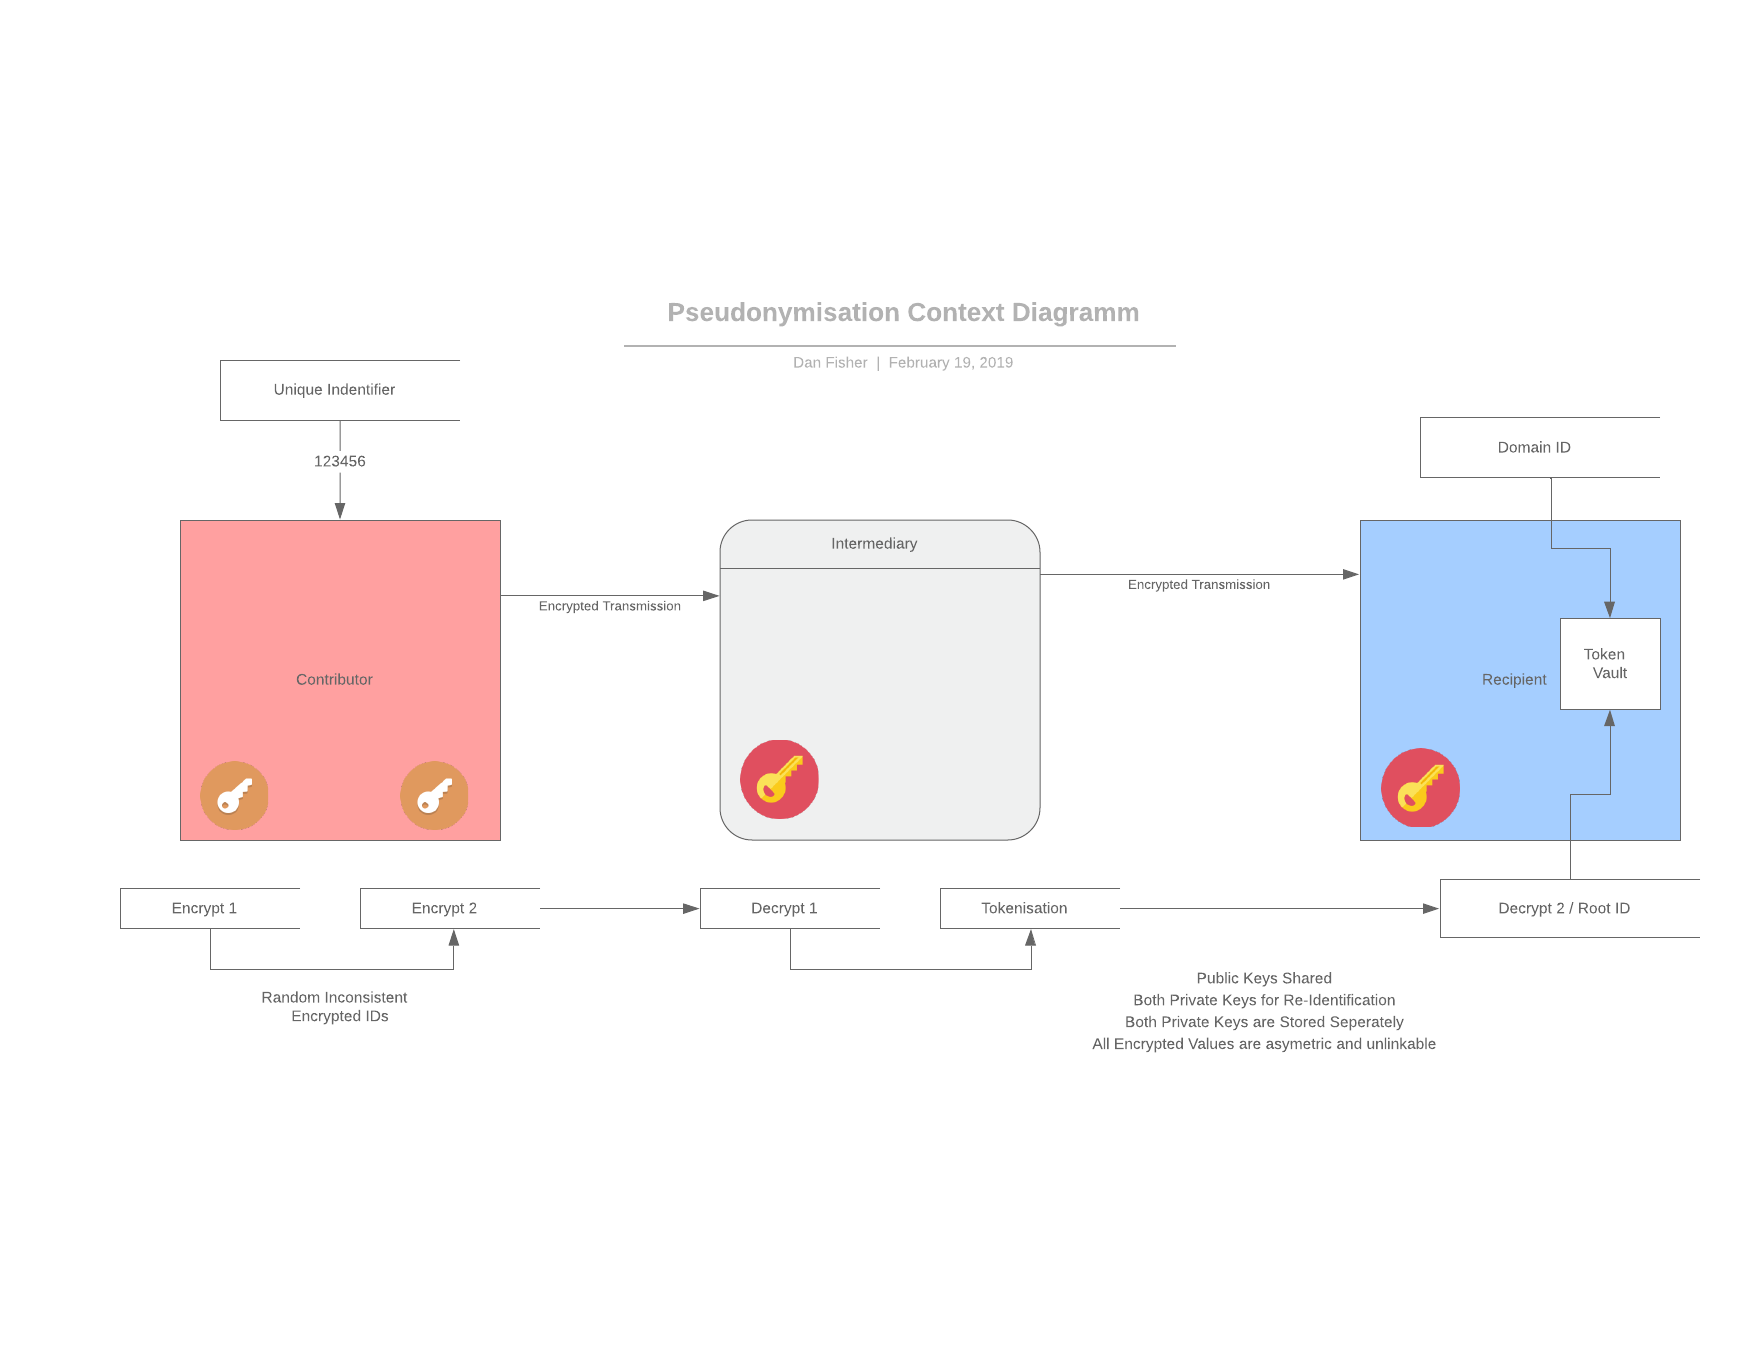 Pseudonymisation Context Diagramm
Dan Fisher | February 19, 2019
Unique Indentifier
123456
Domain ID
Intermediary
Encrypted Transmission
Encrypted Transmission
Contributor
Recipient
Token
Vault
Encrypt 1
Encrypt 2
Decrypt 1
Tokenisation
Decrypt 2 / Root ID
Random Inconsistent
Encrypted IDs
Public Keys Shared
Both Private Keys for Re-Identification
Both Private Keys are Stored Seperately
All Encrypted Values are asymetric and unlinkable